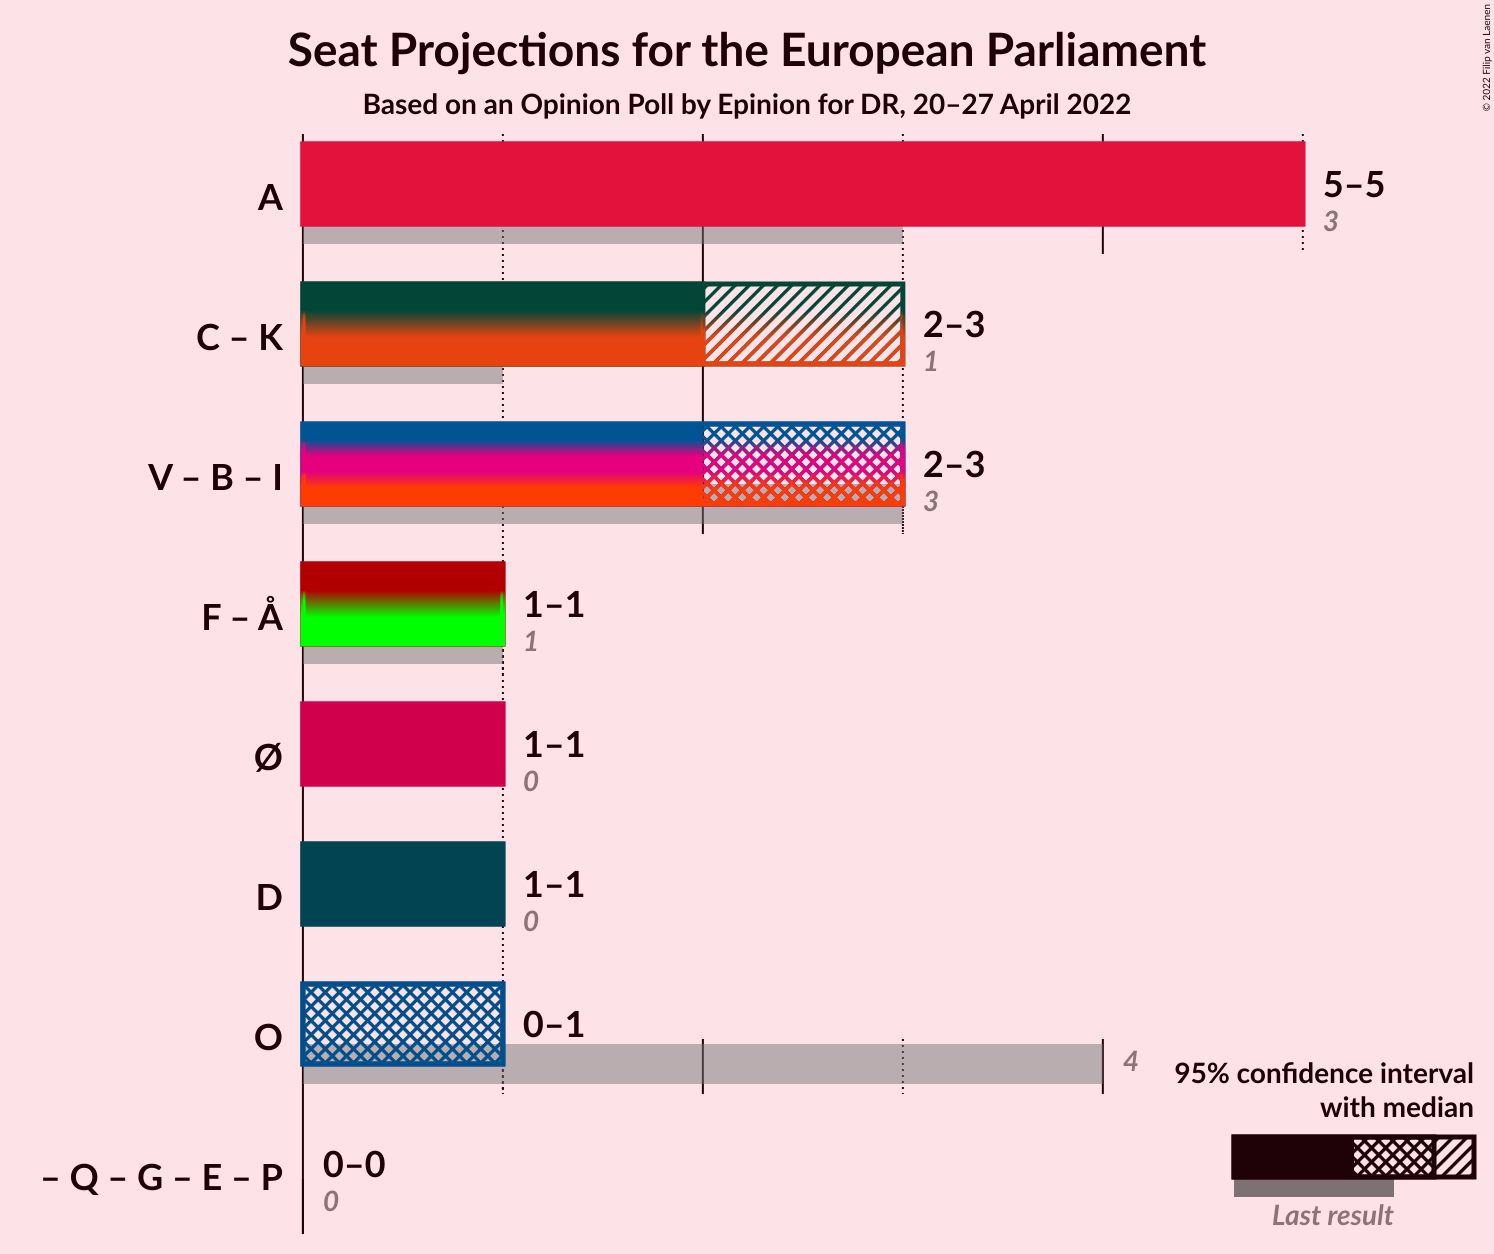 Seat Projections for the European Parliament
Based on an Opinion Poll by Epinion for DR, 20–27 April 2022
© 2022 Filip van Laenen
A
5–5
3
C – K
2–3
1
V – B – I
2–3
3
F – Å
1–1
1
Ø
1–1
0
D
1–1
0
O
0–1
4
– Q – G – E – P
0–0
0
95% confidence interval
with median
Last result